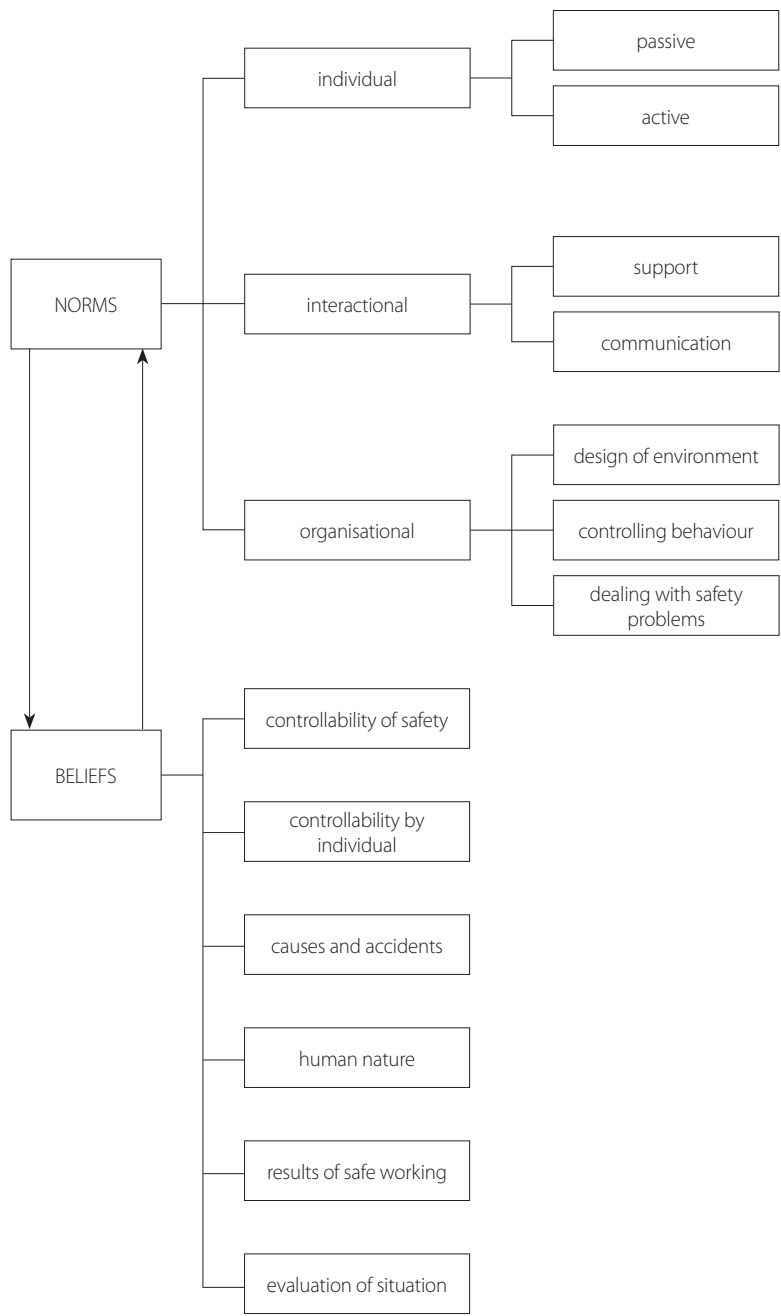 individual
passive
active
NORMS
interactional
support
communication
organisational
design of environment
controlling behaviour
dealing with safety
problems
BELIEFS
controllability of safety
controllability by
individual
causes and accidents
human nature
results of safe working
evaluation of situation